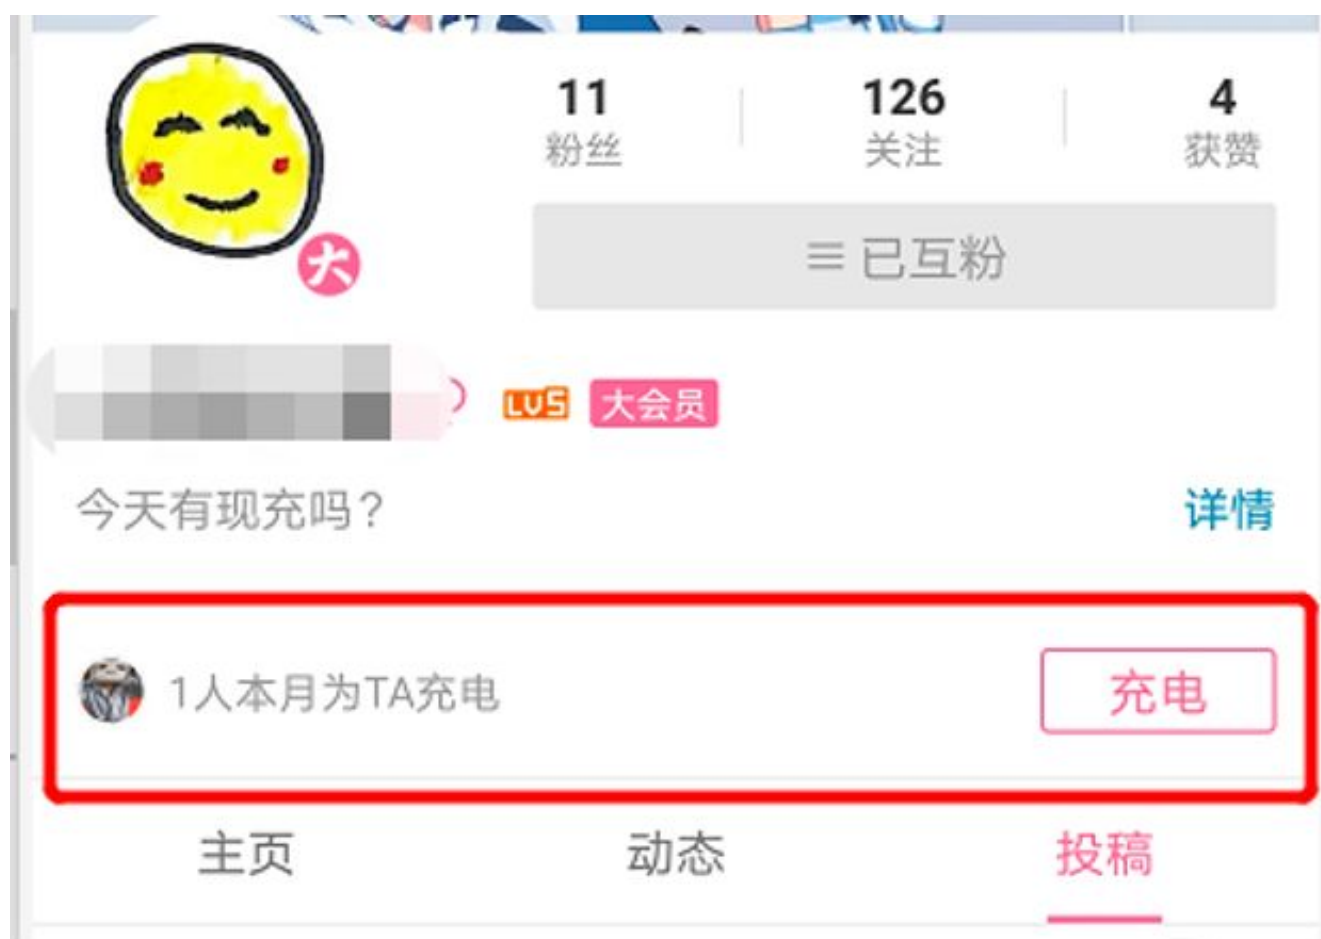 11 126 4
粉丝 关注 获赞
大
已互粉
LV5 大会员
今天有现充吗? 详情
1人本月为TA充电 充电
主页 动态 投稿